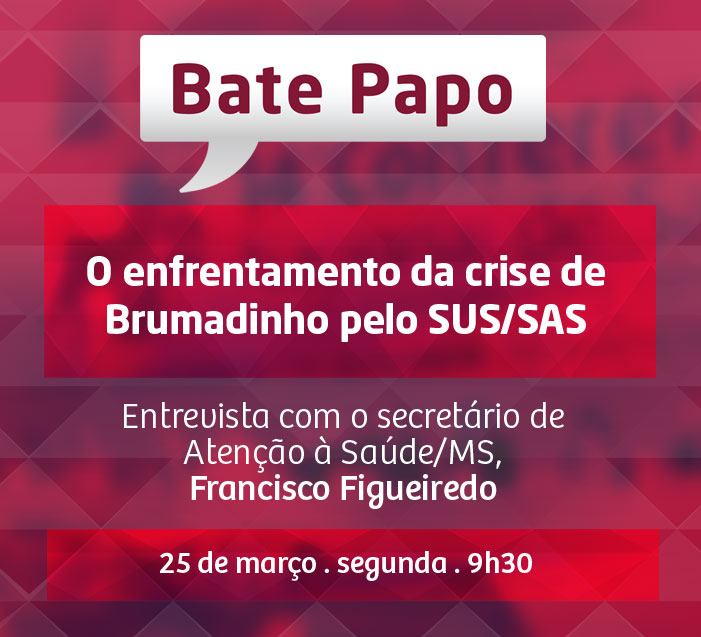 Bate Papo
O enfrentamento da crise de
Brumadinho pelo SUS/SAS
Entrevista com o secretário de
Atenção à Saúde/MS,
Francisco Figueiredo
25 de março . segunda . 9h30